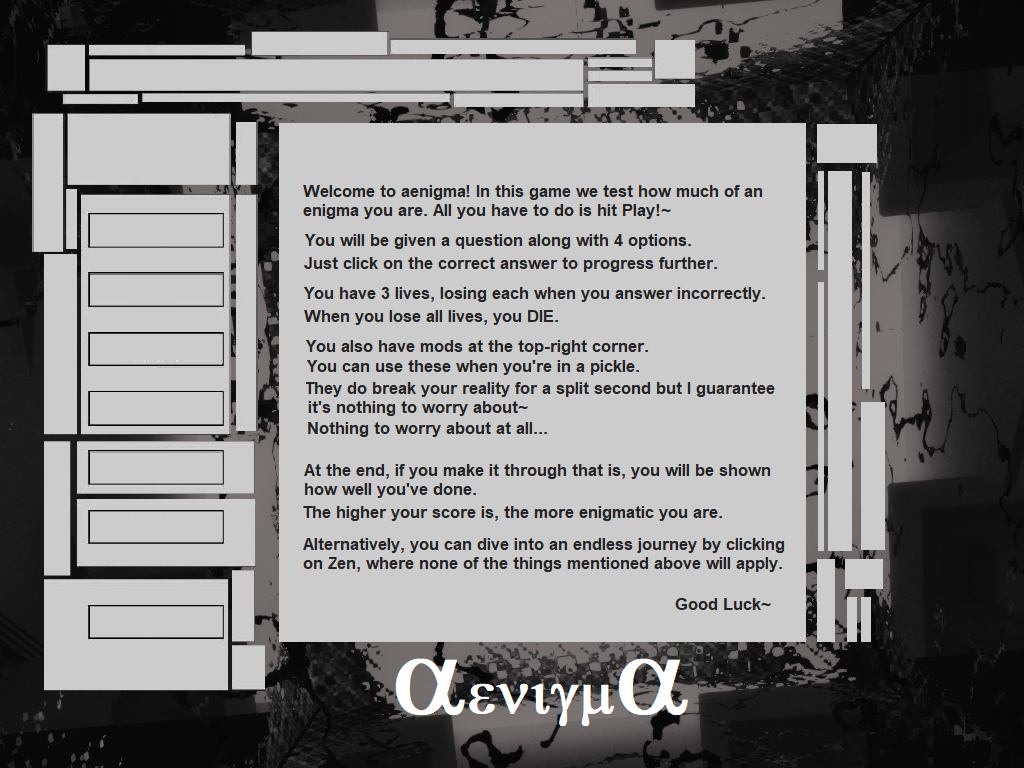 Welcome to aenigma! In this game we test how much of an
enigma you are. All you have to do is hit Play!~
You will be given a question along with 4 options.
Just click on the correct answer to progress further.
You have 3 lives, losing each when you answer incorrectly.
When you lose all lives, you DIE.
You also have mods at the top-right corner.
You can use these when you're in a pickle.
They do break your reality for a split second but I guarantee
it's nothing to worry about~
Nothing to worry about at all...
At the end, if you make it through that is, you will be shown
how well you've done.
The higher your score is, the more enigmatic you are.
Alternatively, you can dive into an endless journey by clicking
on Zen, where none of the things mentioned above will apply.
Good Luck~
αενιγμα